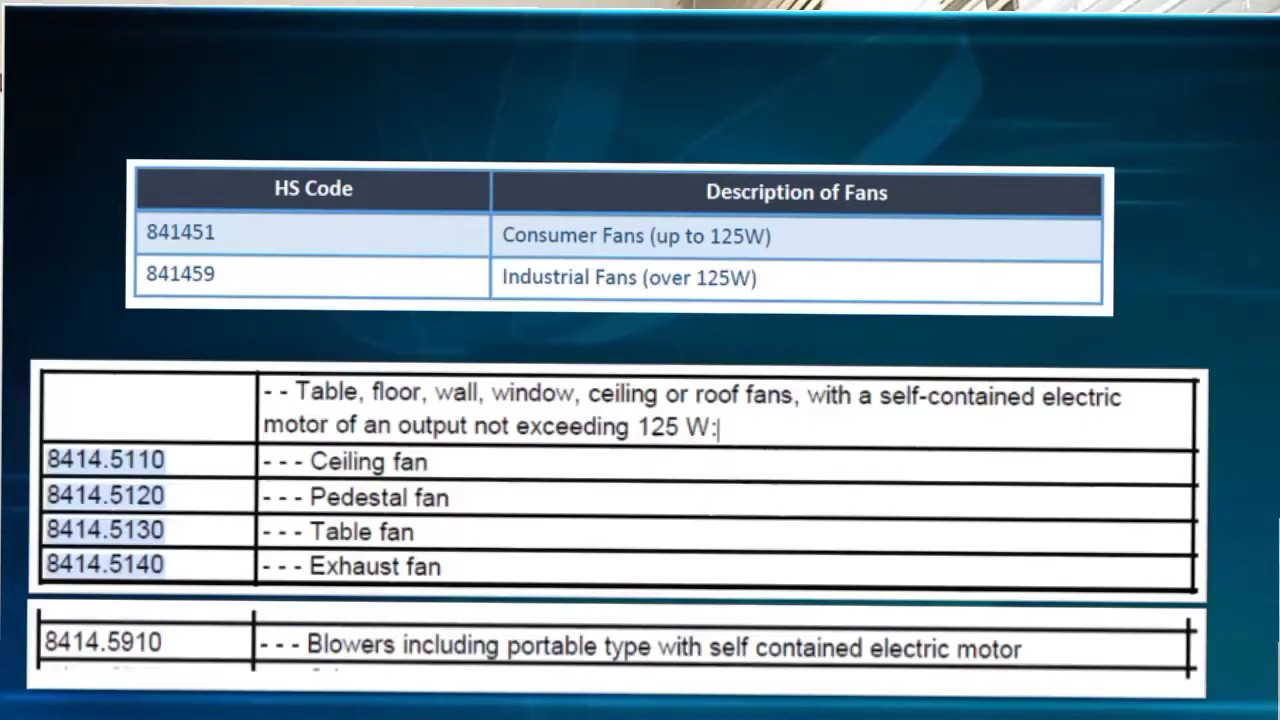 HS Code Description of Fans
841451 Consumer Fans (up to 125W)
841459 Industrial Fans (over 125W)
- - Table, floor, wall, window, ceiling or roof fans, with a self-contained electric
motor of an output not exceeding 125 W:
8414.5110 - - - Ceiling fan
8414.5120 - - - Pedestal fan
8414.5130 - - - Table fan
8414.5140 - - - Exhaust fan
8414.5910 - - - Blowers including portable type with self contained electric motor